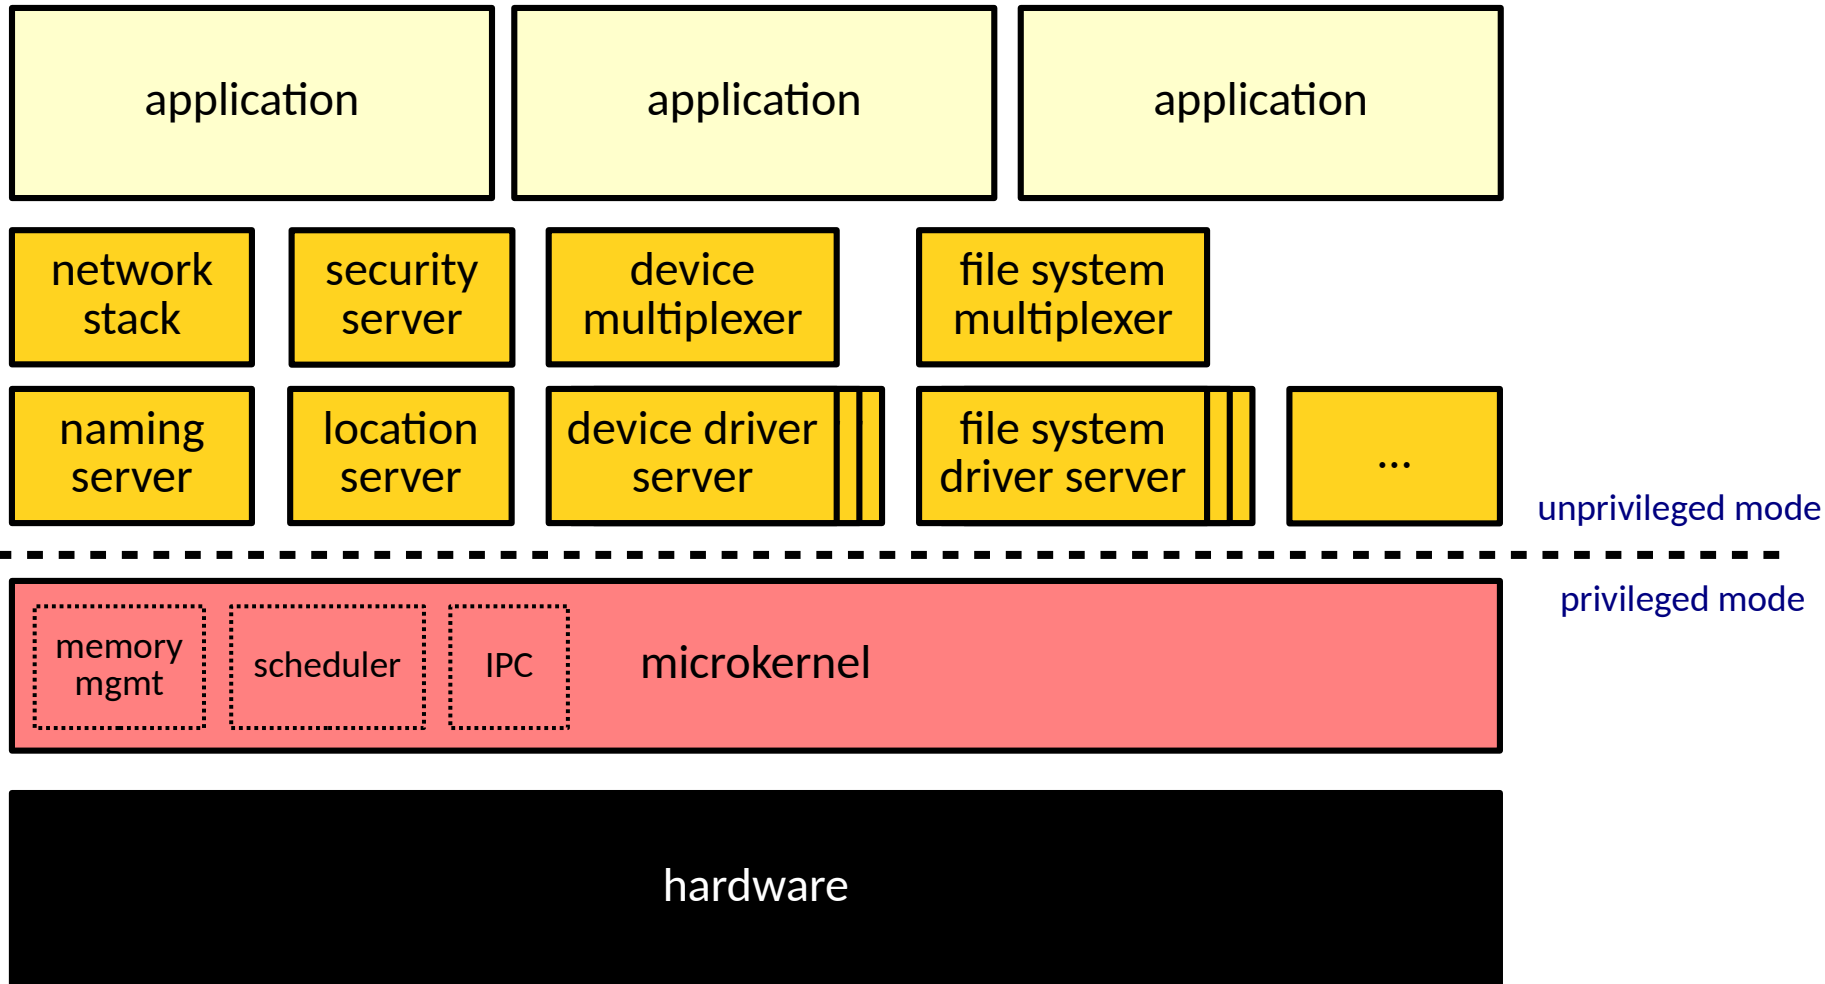 application
application
application
network
stack
security
server
device
multiplexer
file system
multiplexer
naming
server
location
server
device driver
server
file system
driver server
...
unprivileged mode
privileged mode
memory
mgmt
scheduler
IPC
microkernel
hardware